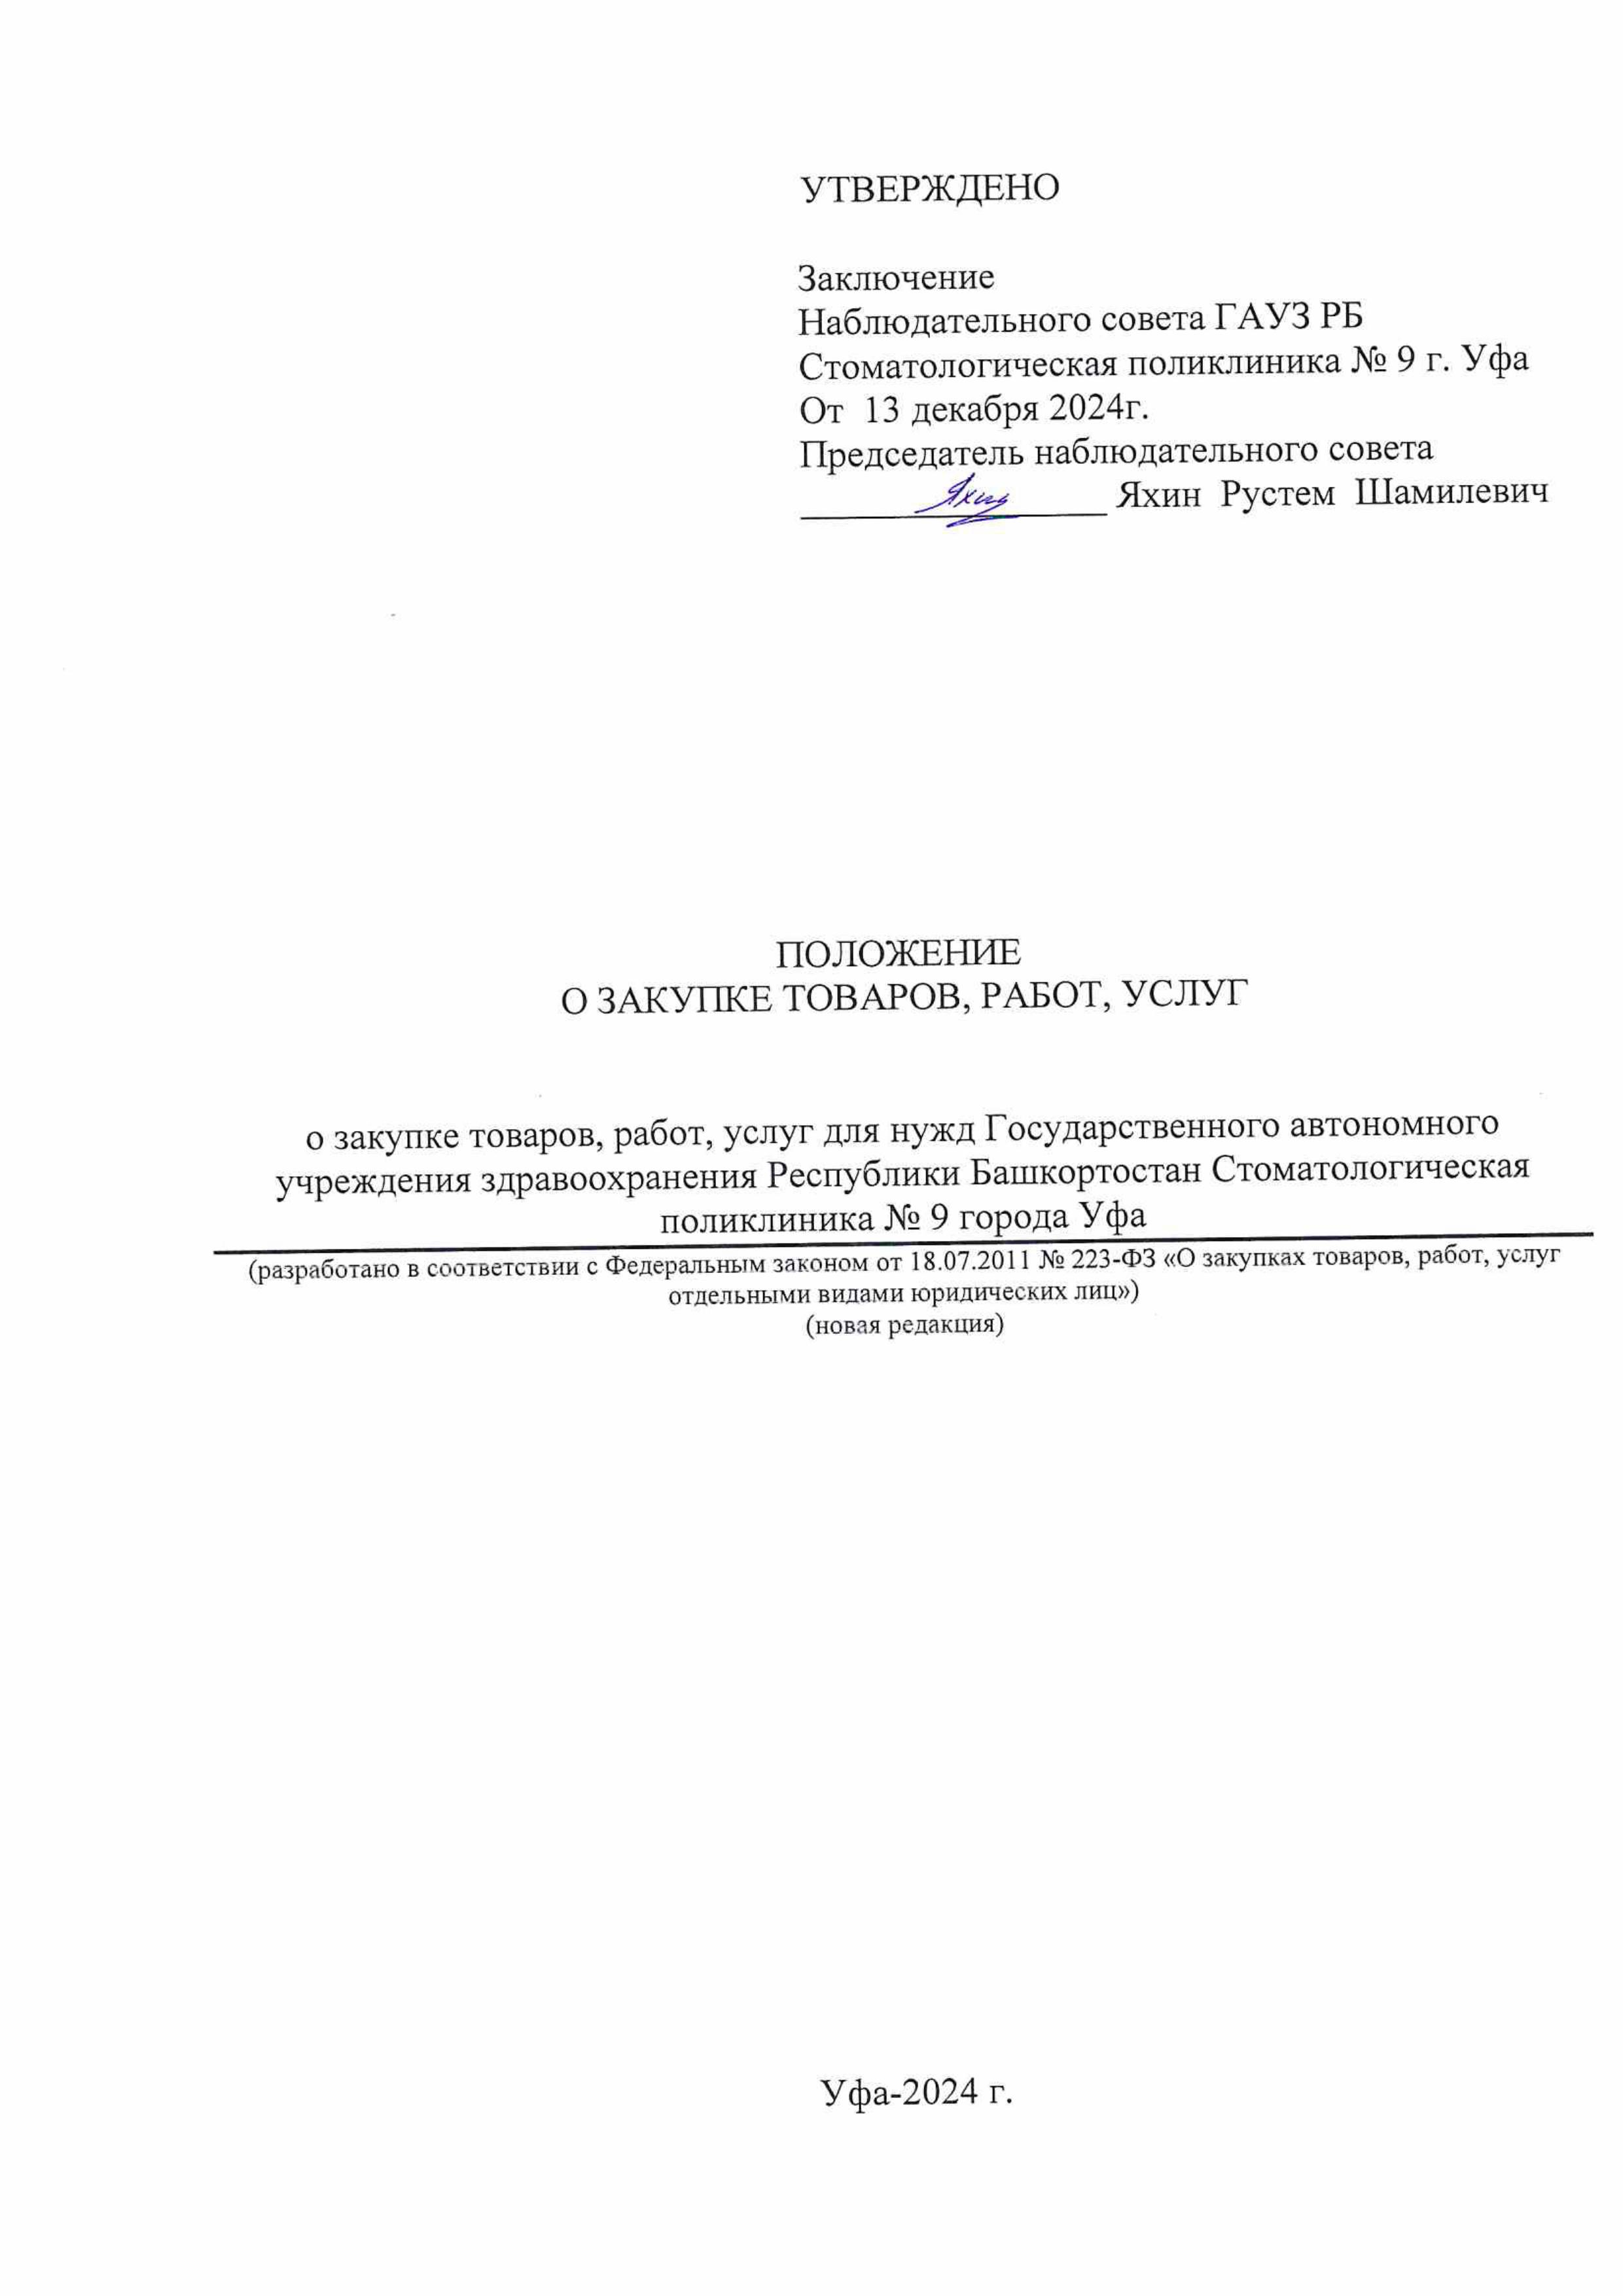 УТВЕРЖДЕНО
Заключение
Наблюдательного совета ГАУЗ РБ
Стоматологическая поликлиника № 9 г. Уфа
От 13 декабря 2024г.
Председатель наблюдательного совета
Яхин Яхин Рустем Шамилевич
ПОЛОЖЕНИЕ
О ЗАКУПКЕ ТОВАРОВ, РАБОТ, УСЛУГ
о закупке товаров, работ, услуг для нужд Государственного автономного
учреждения здравоохранения Республики Башкортостан Стоматологическая
поликлиника № 9 города Уфа
(разработано в соответствии с Федеральным законом от 18.07.2011 № 223-ФЗ «О закупках товаров, работ, услуг
отдельными видами юридических лиц»)
(новая редакция)
Уфа-2024 г.